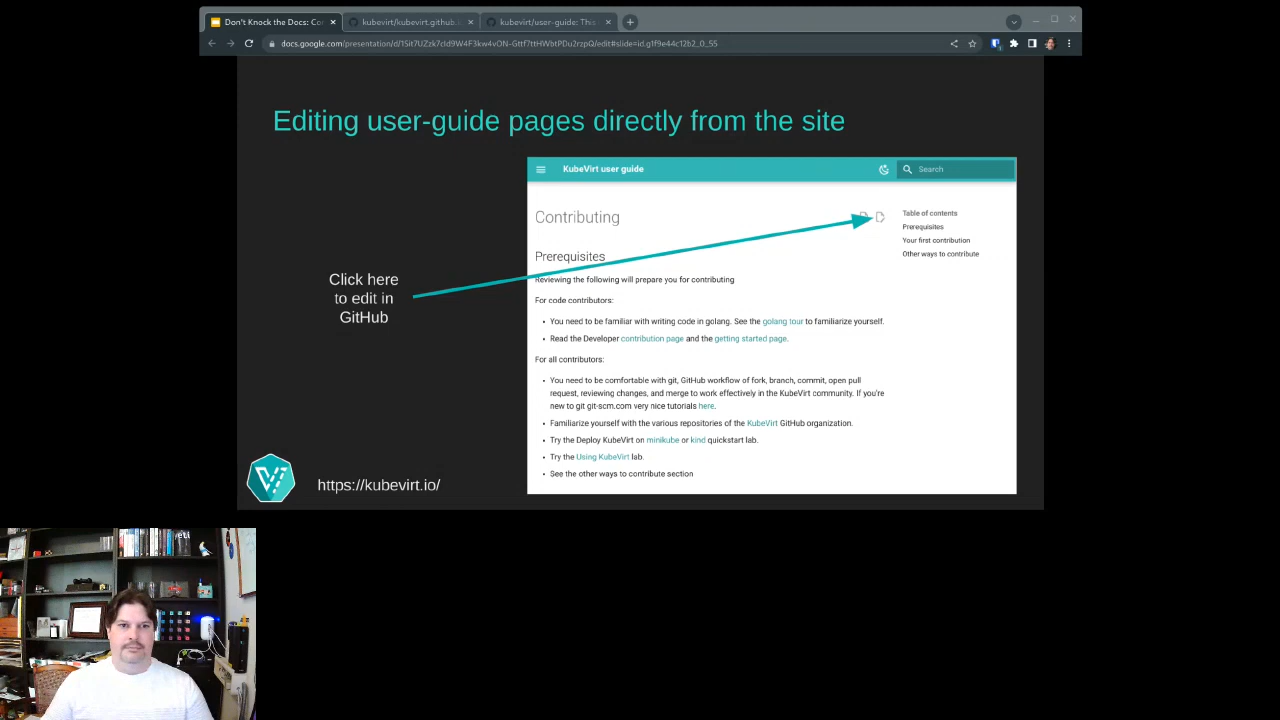 Don't Knock the Docs: Co
kubevirt/kubevirt.github.
kubevirt/user-guide: This
docs.google.com/presentation/d/15it7UZzk7cId9W4F3kw4vON-Gttf7ttHWbtPDu2rzpQ/edit#slide=id.g1f9e44c12b2_0_55
Editing user-guide pages directly from the site
KubeVirt user guide
Search
Contributing
Table of contents
Prerequisites
Your first contribution
Other ways to contribute
Prerequisites
Reviewing the following will prepare you for contributing
For code contributors:
• You need to be familiar with writing code in golang. See the golang tour to familiarize yourself.
• Read the Developer contribution page and the getting started page.
For all contributors:
• You need to be comfortable with git, GitHub workflow of fork, branch, commit, open pull
request, reviewing changes, and merge to work effectively in the KubeVirt community. If you're
new to git git-scm.com very nice tutorials here.
• Familiarize yourself with the various repositories of the KubeVirt GitHub organization.
• Try the Deploy KubeVirt on minikube or kind quickstart lab.
• Try the Using KubeVirt lab.
• See the other ways to contribute section
Click here
to edit in
GitHub
https://kubevirt.io/